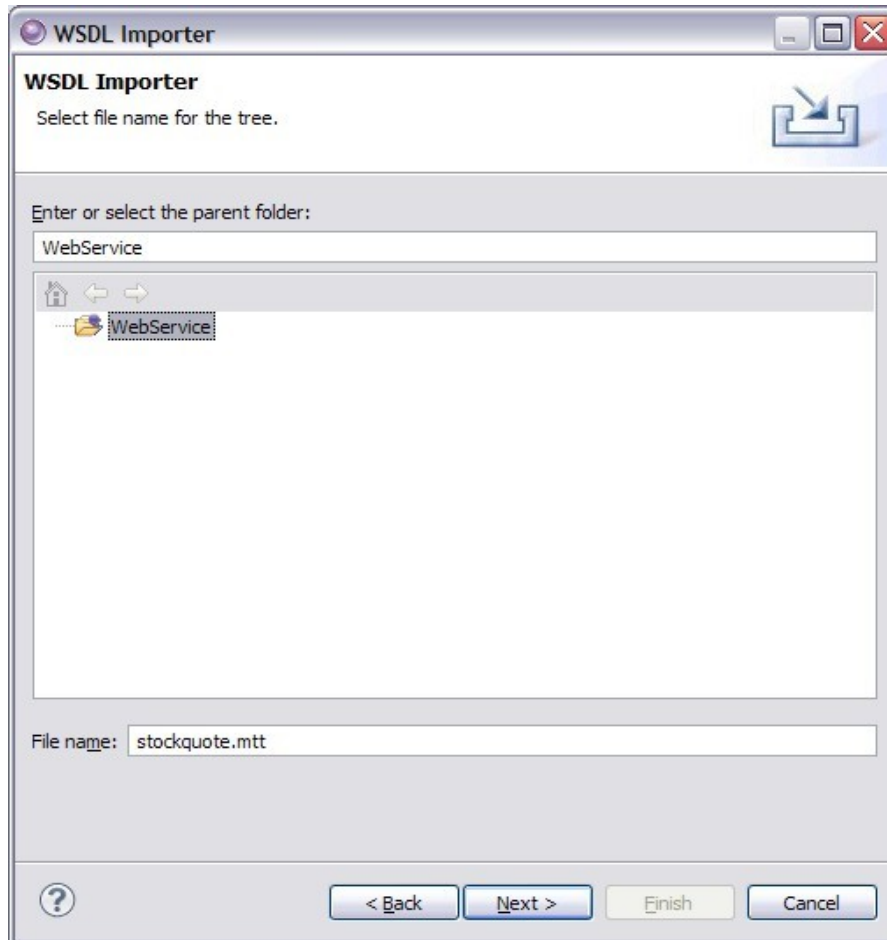 WSDL Importer
WSDL Importer
Select file name for the tree.
Enter or select the parent folder:
WebService
WebService
File name: stockquote.mtt
? < Back Next > Finish Cancel